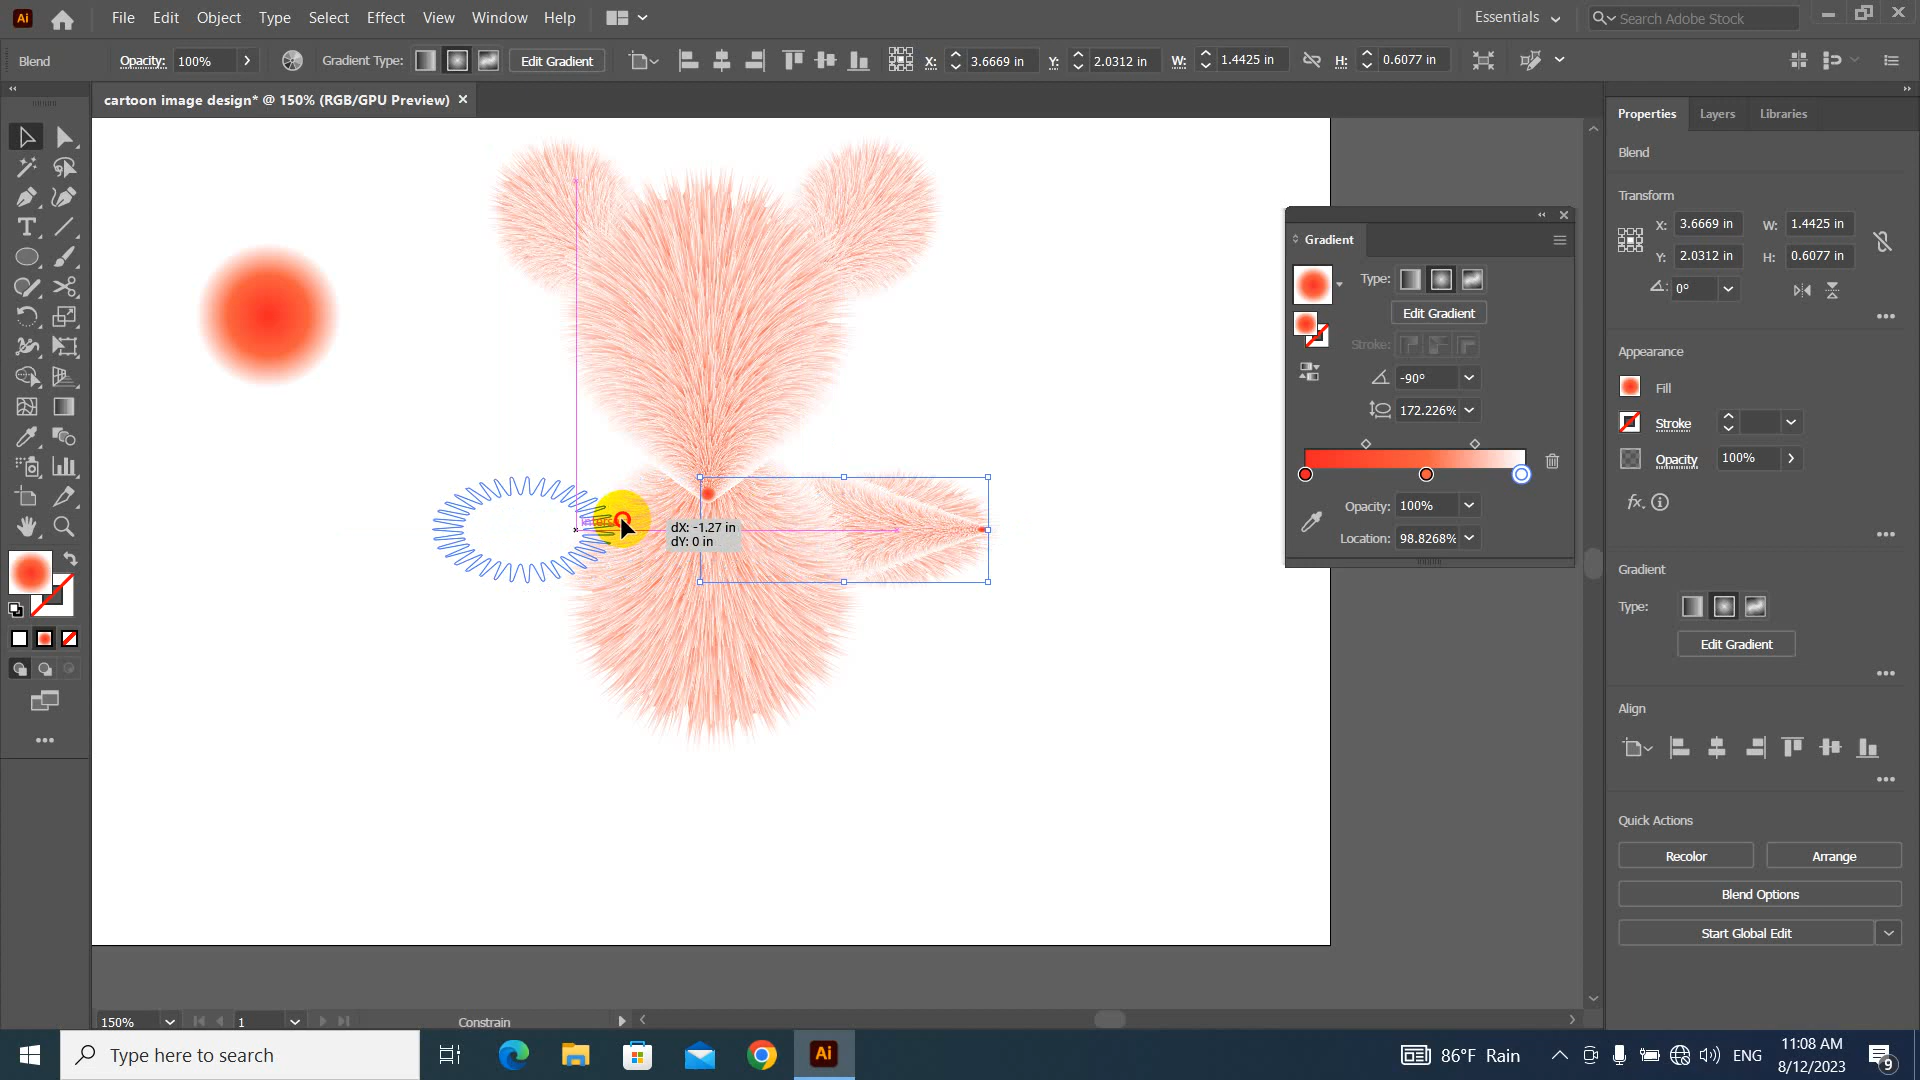 Ai
File Edit Object Type Select Effect View Window Help
Essentials
Search Adobe Stock
Blend Opacity: 100% Gradient Type: Edit Gradient X: 3.6669 in Y: 2.0312 in W: 1.4425 in H: 0.6077 in
cartoon image design* @ 150% (RGB/GPU Preview)
Properties Layers Libraries
Blend
Transform
X: 3.6669 in W: 1.4425 in
Y: 2.0312 in H: 0.6077 in
0°
Gradient
Type:
Edit Gradient
Stroke:
-90°
172.226%
Opacity: 100%
Location: 98.8268%
Appearance
Fill
Stroke
Opacity 100%
fx
Gradient
Type:
Edit Gradient
Align
Quick Actions
Recolor Arrange
Blend Options
Start Global Edit
dX: -1.27 in
dY: 0 in
150% 1 Constrain
Type here to search
Ai
86°F Rain
ENG
11:08 AM
8/12/2023
9